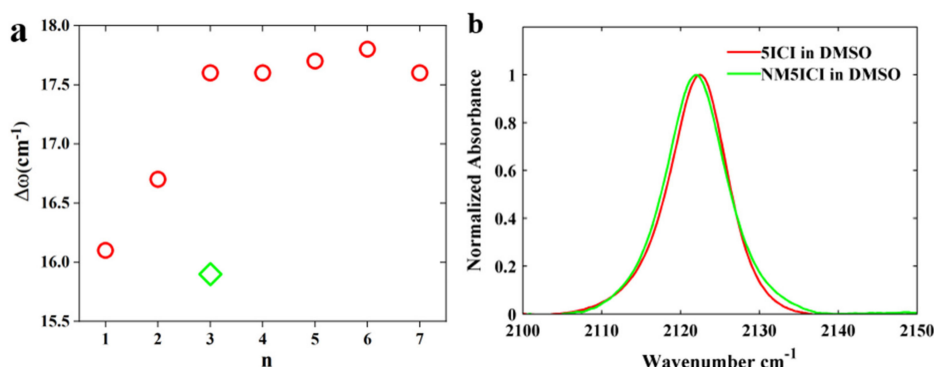 a
18.0
17.5
17.0
16.5
16.0
15.5
Δω(cm-1)
1 2 3 4 5 6 7
n
b
5ICI in DMSO
NM5ICI in DMSO
1
0.8
0.6
0.4
0.2
0
Normalized Absorbance
2100 2110 2120 2130 2140 2150
Wavenumber cm-1